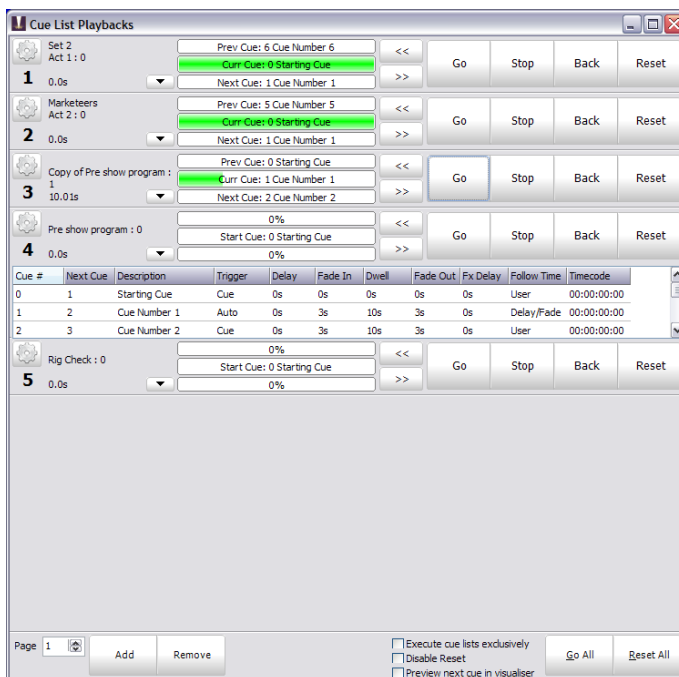 Cue List Playbacks
Set 2
Act 1 : 0
1
0.0s
Prev Cue: 6 Cue Number 6
Curr Cue: 0 Starting Cue
Next Cue: 1 Cue Number 1
<<
>>
Go
Stop
Back
Reset
Marketeers
Act 2 : 0
2
0.0s
Prev Cue: 5 Cue Number 5
Curr Cue: 0 Starting Cue
Next Cue: 1 Cue Number 1
<<
>>
Go
Stop
Back
Reset
Copy of Pre show program :
1
3
10.01s
Prev Cue: 0 Starting Cue
Curr Cue: 1 Cue Number 1
Next Cue: 2 Cue Number 2
<<
>>
Go
Stop
Back
Reset
Pre show program : 0
4
0.0s
0%
Start Cue: 0 Starting Cue
0%
<<
>>
Go
Stop
Back
Reset
Cue # Next Cue Description Trigger Delay Fade In Dwell Fade Out Fx Delay Follow Time Timecode
0 1 Starting Cue Cue 0s 0s 0s 0s 0s User 00:00:00:00
1 2 Cue Number 1 Auto 0s 3s 10s 3s 0s Delay/Fade 00:00:00:00
2 3 Cue Number 2 Cue 0s 3s 10s 3s 0s User 00:00:00:00
Rig Check : 0
5
0.0s
0%
Start Cue: 0 Starting Cue
0%
<<
>>
Go
Stop
Back
Reset
Page 1
Add
Remove
Execute cue lists exclusively
Disable Reset
Preview next cue in visualiser
Go All
Reset All